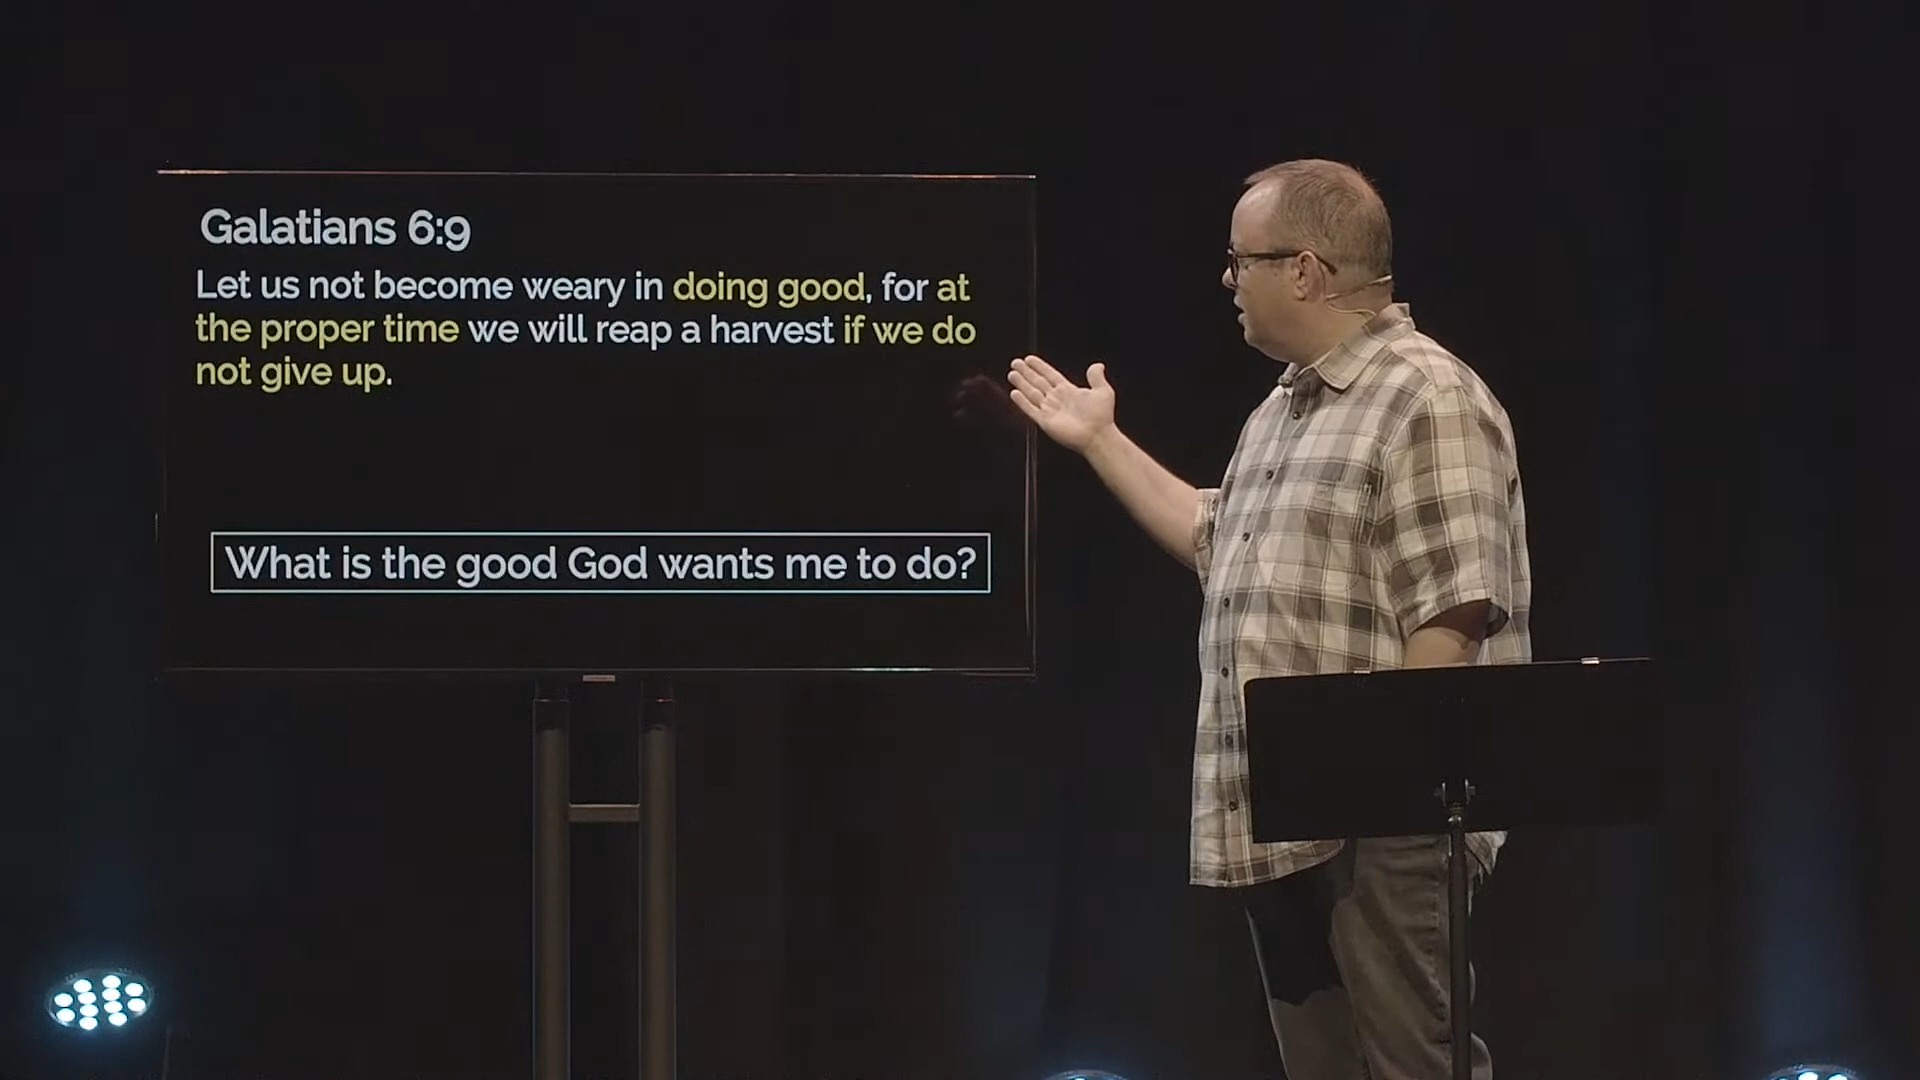 Galatians 6:9
Let us not become weary in doing good, for at
the proper time we will reap a harvest if we do
not give up.
What is the good God wants me to do?